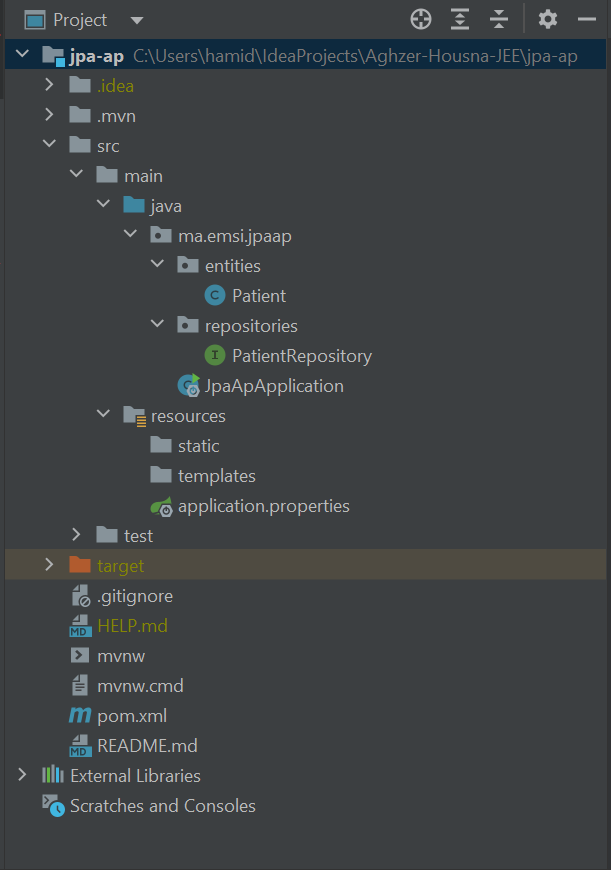 Project
jpa-ap C:\Users\hamid\IdeaProjects\Aghzer-Housna-JEE\jpa-ap
.idea
.mvn
src
main
java
ma.emsi.jpaap
entities
C Patient
repositories
I PatientRepository
C JpaApApplication
resources
static
templates
application.properties
test
target
.gitignore
MD HELP.md
mvnw
mvnw.cmd
m pom.xml
MD README.md
External Libraries
Scratches and Consoles